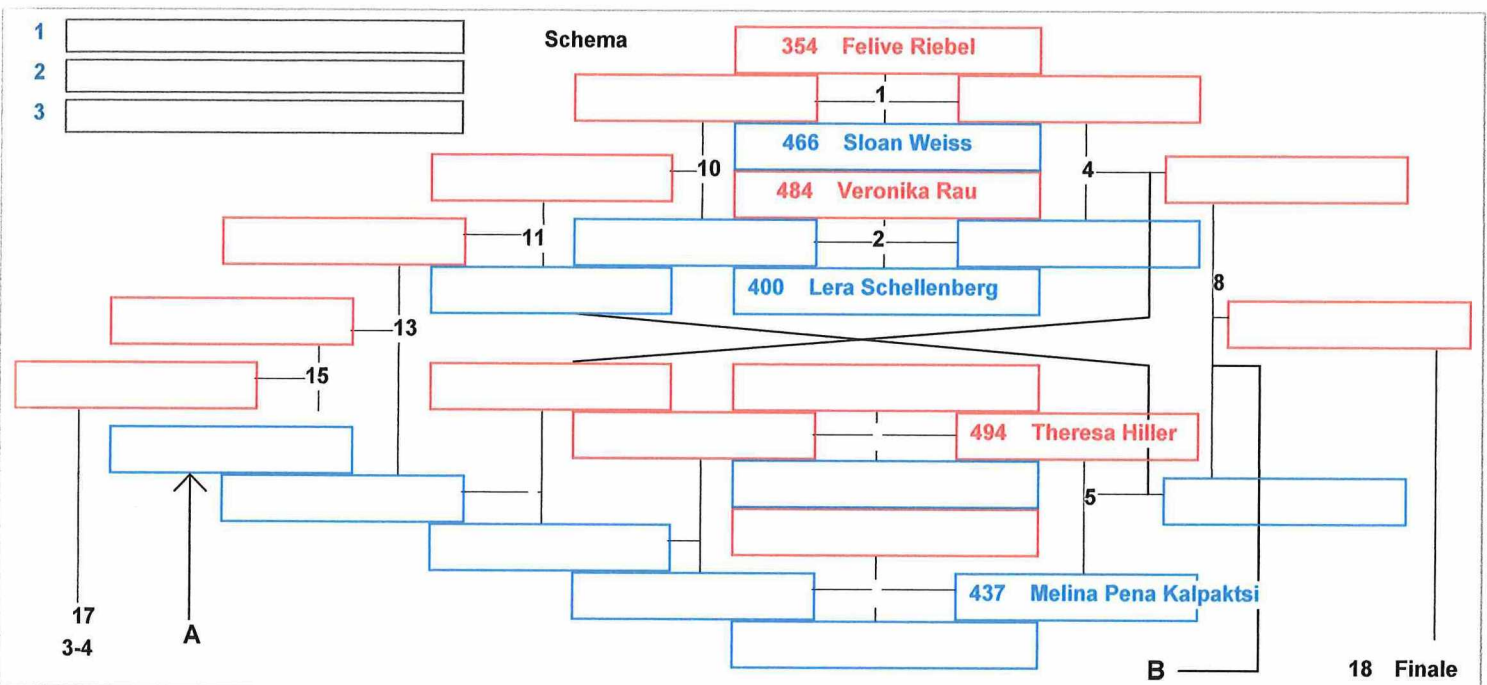 1
Schema
354 Felive Riebel
2
1
3
466 Sloan Weiss
10
4
484 Veronika Rau
11
2
400 Lera Schellenberg
8
13
15
494 Theresa Hiller
5
437 Melina Pena Kalpaktsi
17
3-4
A
B
18 Finale